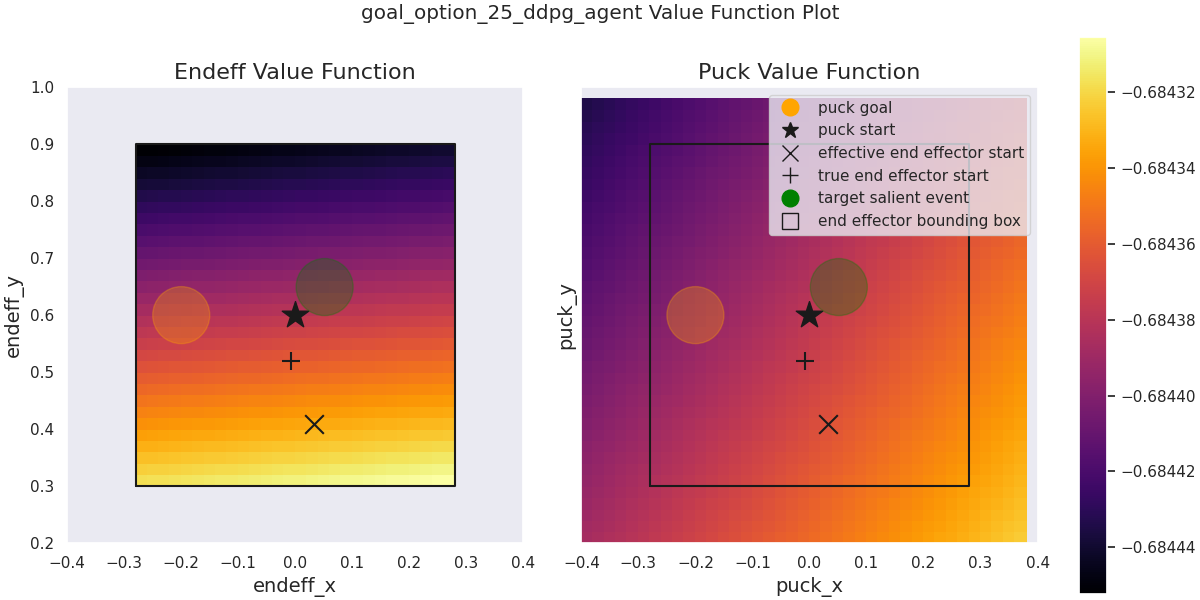 goal_option_25_ddpg_agent Value Function Plot
Endeff Value Function
Puck Value Function
1.0
0.9
0.8
0.7
0.6
0.5
0.4
0.3
0.2
endeff_y
−0.4
−0.3
−0.2
−0.1
0.0
0.1
0.2
0.3
0.4
endeff_x
puck_y
puck goal
puck start
effective end effector start
true end effector start
target salient event
end effector bounding box
−0.4
−0.3
−0.2
−0.1
0.0
0.1
0.2
0.3
0.4
puck_x
−0.68432
−0.68434
−0.68436
−0.68438
−0.68440
−0.68442
−0.68444